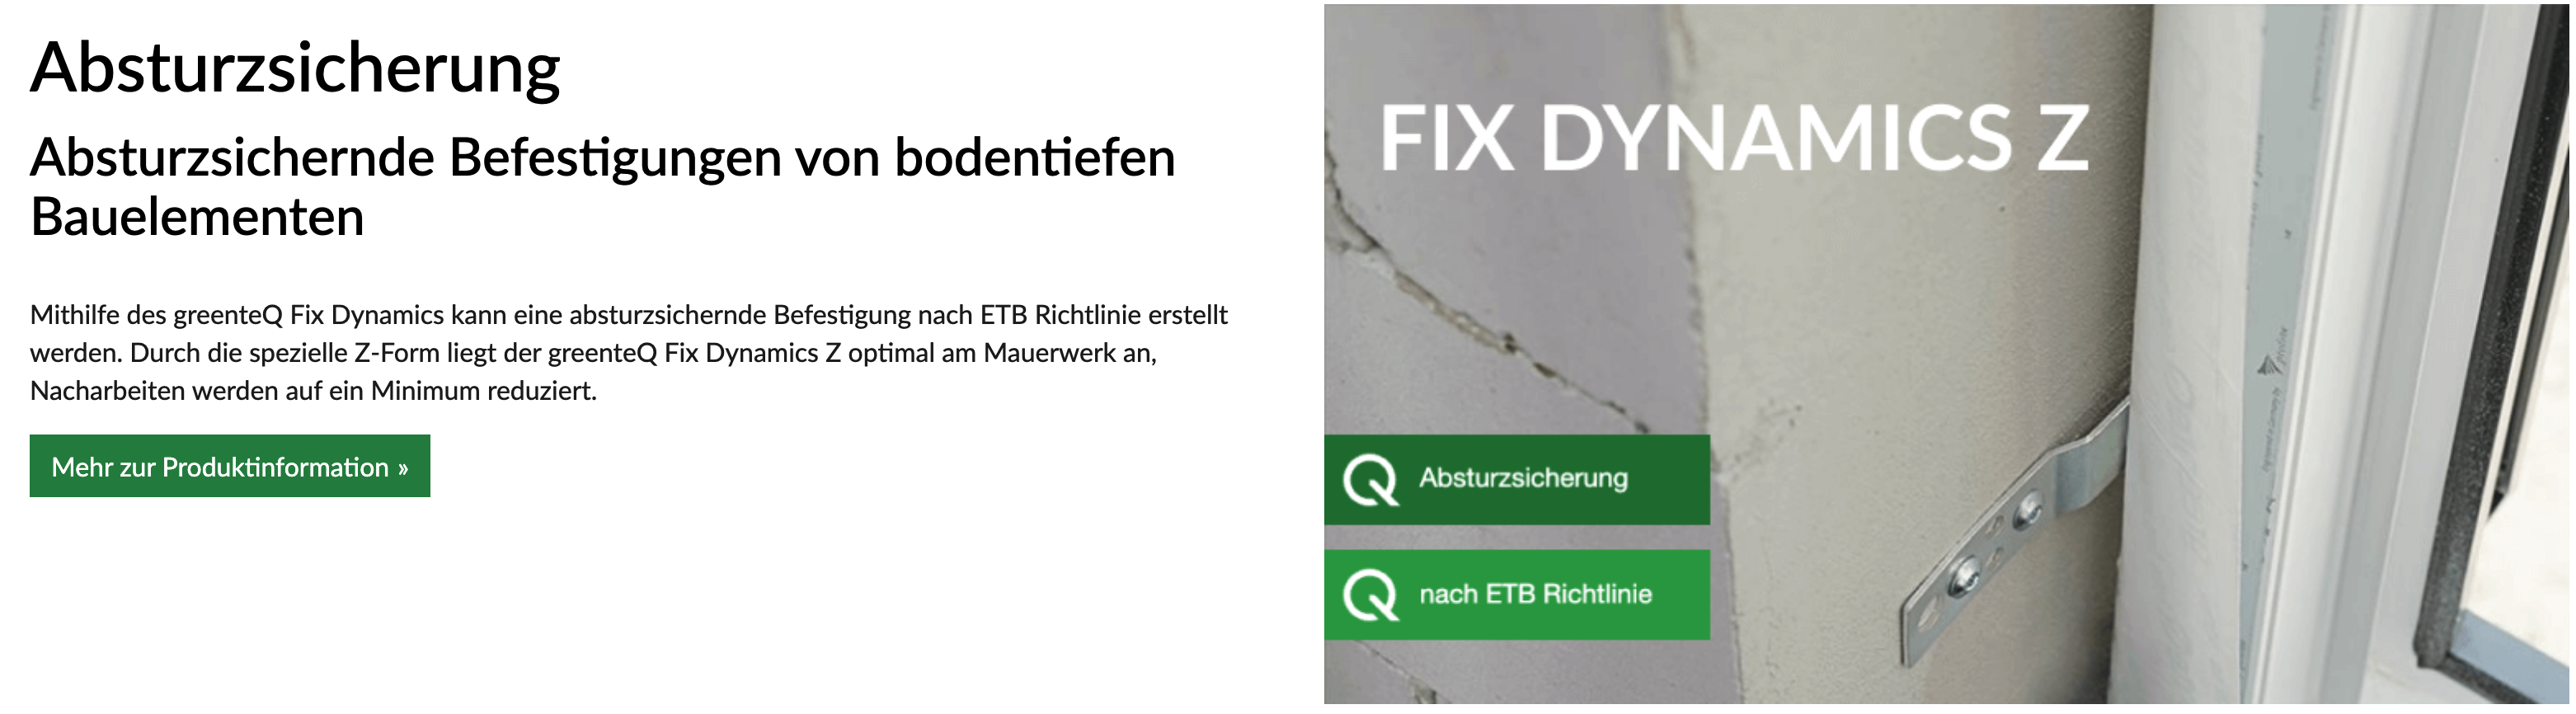 Absturzsicherung
Absturzsichernde Befestigungen von bodentiefen
Bauelementen
Mithilfe des greenteQ Fix Dynamics kann eine absturzsichernde Befestigung nach ETB Richtlinie erstellt
werden. Durch die spezielle Z-Form liegt der greenteQ Fix Dynamics Z optimal am Mauerwerk an,
Nacharbeiten werden auf ein Minimum reduziert.
Mehr zur Produktinformation »
FIX DYNAMICS Z
Absturzsicherung
nach ETB Richtlinie